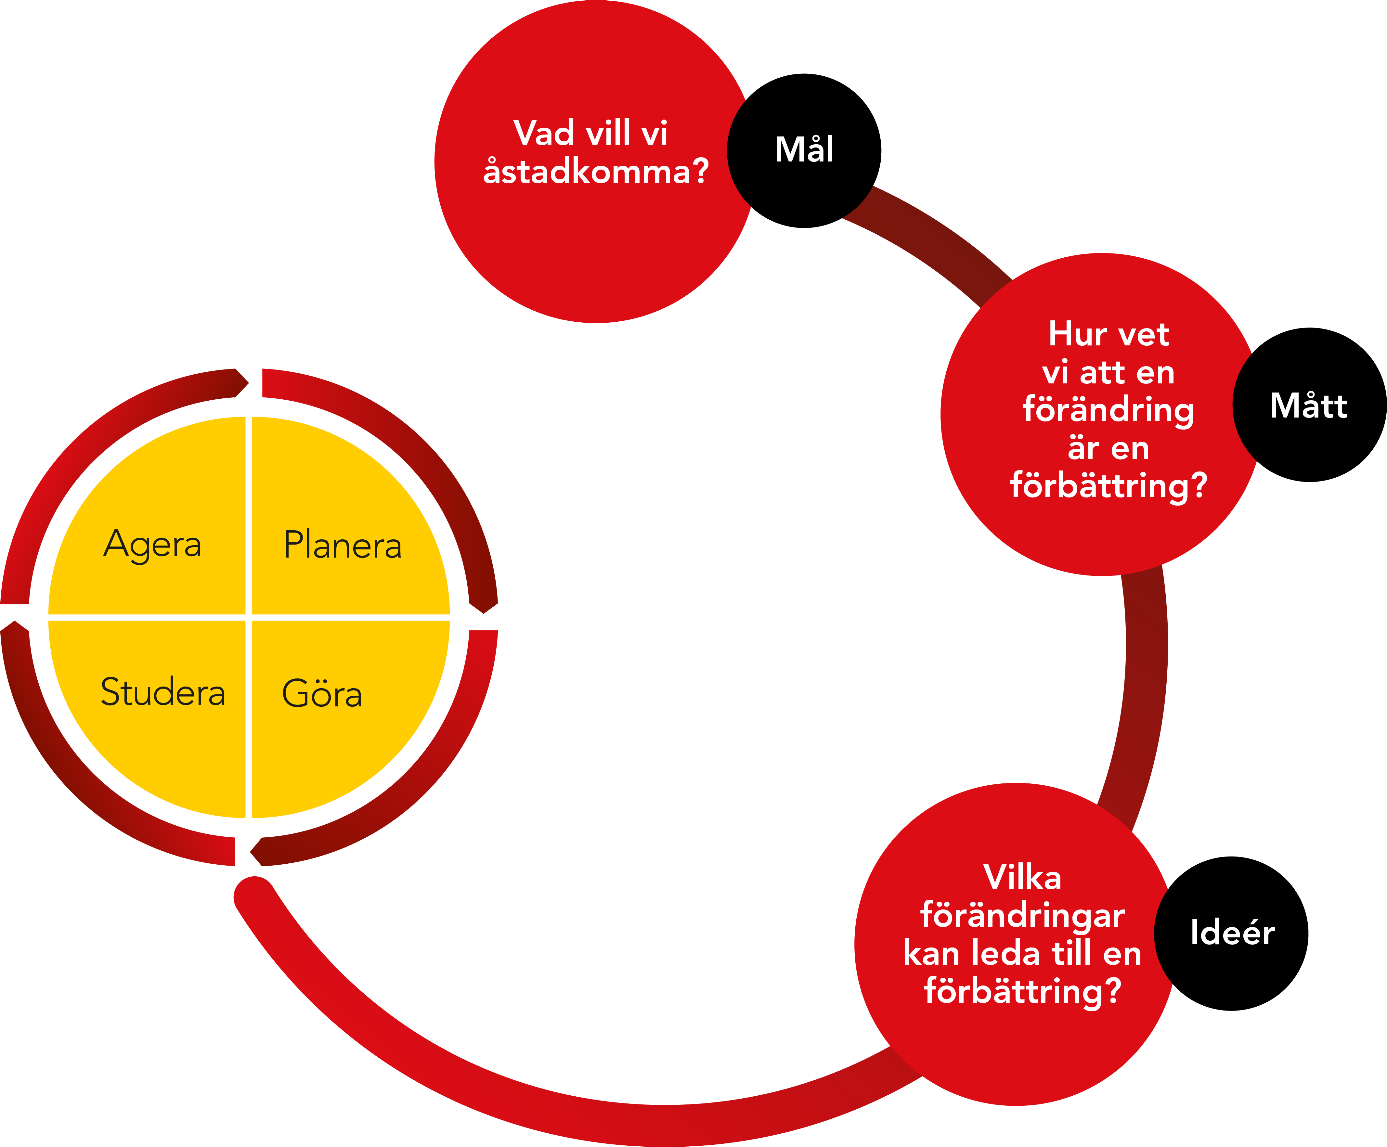 Vad vill vi
åstadkomma?
Mål
Hur vet
vi att en
förändring
är en
förbättring?
Mått
Vilka
förändringar
kan leda till en
förbättring?
Ideér
Agera
Planera
Studera
Göra